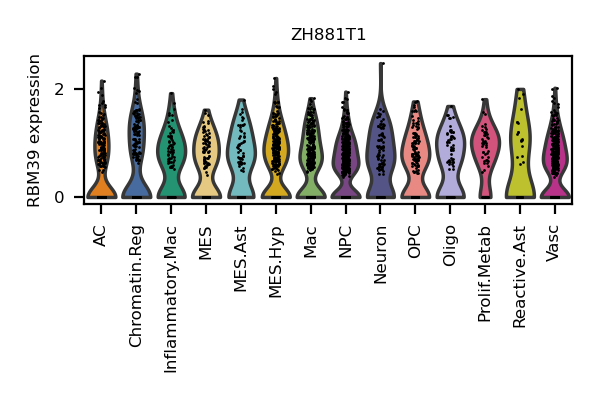 ZH881T1
RBM39 expression
2
0
AC
Chromatin.Reg
Inflammatory.Mac
MES
MES.Ast
MES.Hyp
Mac
NPC
Neuron
OPC
Oligo
Prolif.Metab
Reactive.Ast
Vasc